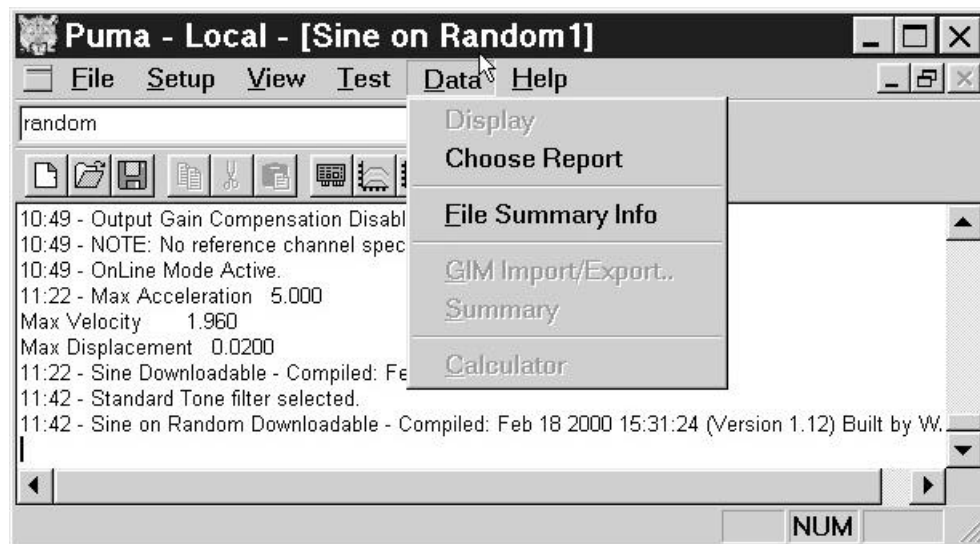 Puma - Local - [Sine on Random1]
File Setup View Test Data Help
random
Display
Choose Report
File Summary Info
GIM Import/Export..
Summary
Calculator
10:49 - Output Gain Compensation Disabl
10:49 - NOTE: No reference channel spec
10:49 - OnLine Mode Active.
11:22 - Max Acceleration 5.000
Max Velocity 1.960
Max Displacement 0.0200
11:22 - Sine Downloadable - Compiled: Fe
11:42 - Standard Tone filter selected.
11:42 - Sine on Random Downloadable - Compiled: Feb 18 2000 15:31:24 (Version 1.12) Built by W.
NUM